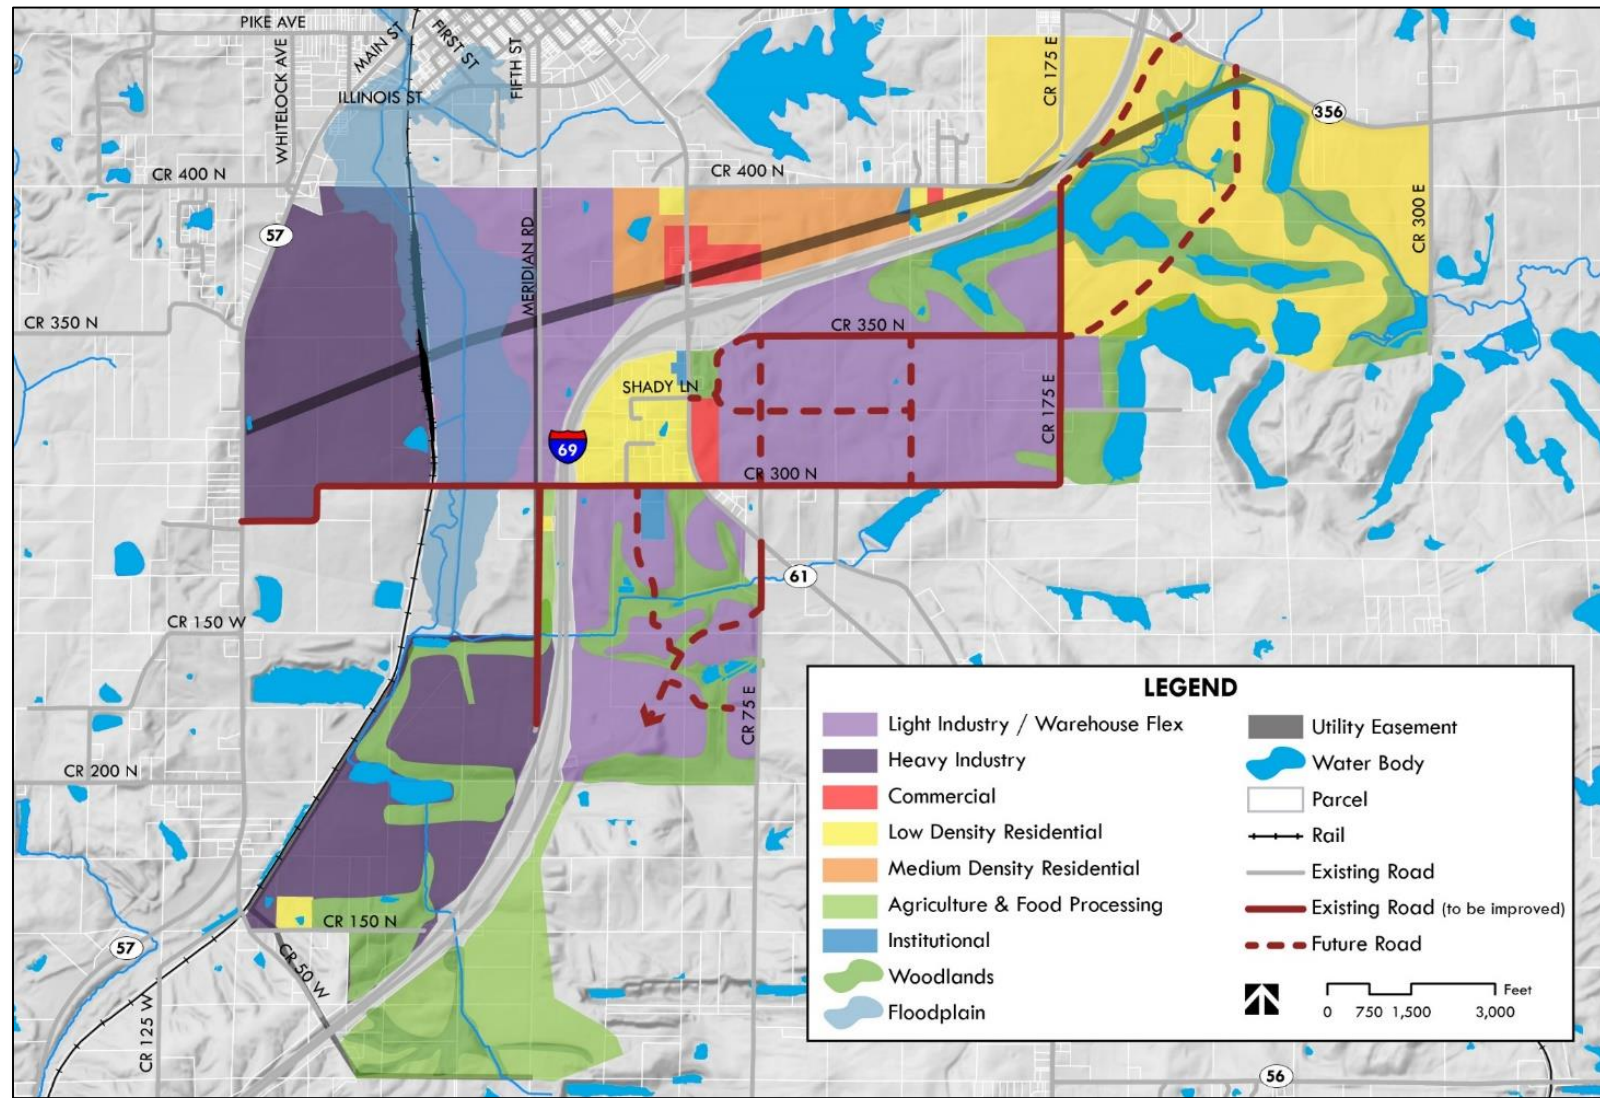 PIKE AVE
MAIN ST
FIRST ST
FIFTH ST
WHITELOCK AVE
ILLINOIS ST
CR 175 E
356
CR 400 N
CR 400 N
57
MERIDIAN RD
CR 300 E
CR 350 N
CR 350 N
SHADY LN
CR 175 E
69
CR 300 N
61
CR 150 W
CR 75 E
CR 200 N
CR 150 N
57
CR 50 W
CR 125 W
56
LEGEND
Light Industry / Warehouse Flex
Heavy Industry
Commercial
Low Density Residential
Medium Density Residential
Agriculture & Food Processing
Institutional
Woodlands
Floodplain
Utility Easement
Water Body
Parcel
Rail
Existing Road
Existing Road (to be improved)
Future Road
Feet
0 750 1,500 3,000